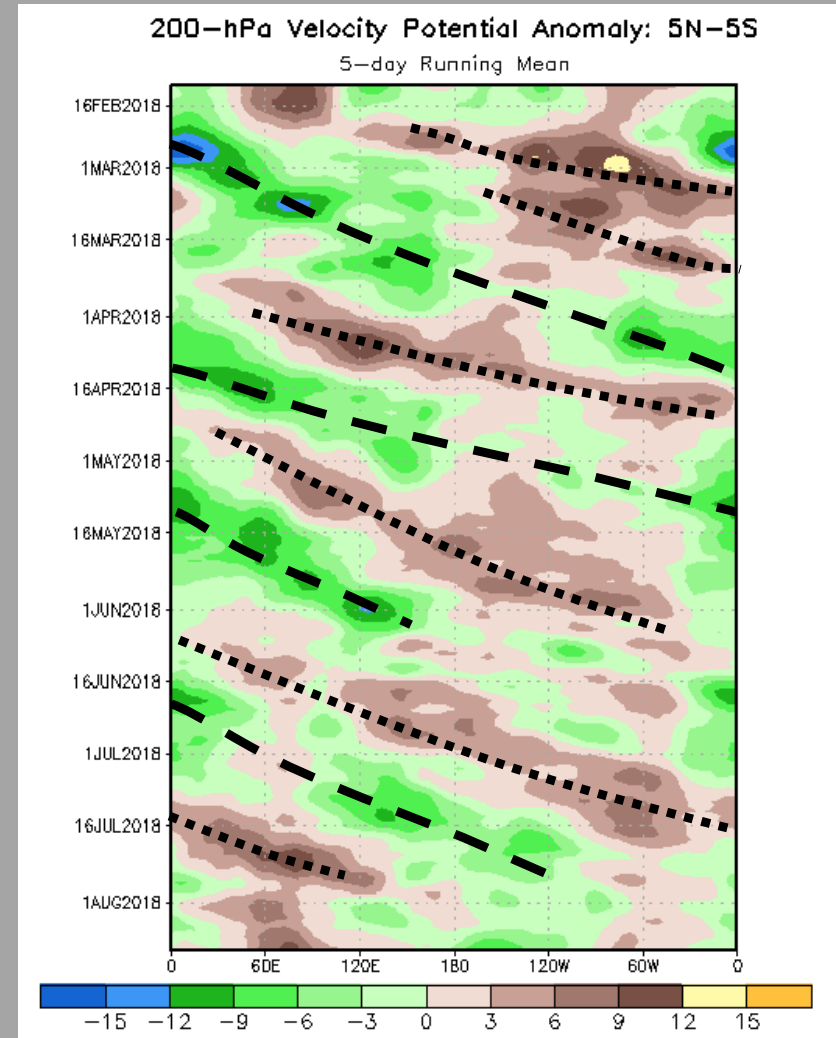 200-hPa Velocity Potential Anomaly: 5N-5S
5-day Running Mean
16FEB2018
1MAR2018
16MAR2018
1APR2018
16APR2018
1MAY2018
16MAY2018
1JUN2018
16JUN2018
1JUL2018
16JUL2018
1AUG2018
0 60E 120E 180 120W 60W 0
-15 -12 -9 -6 -3 0 3 6 9 12 15